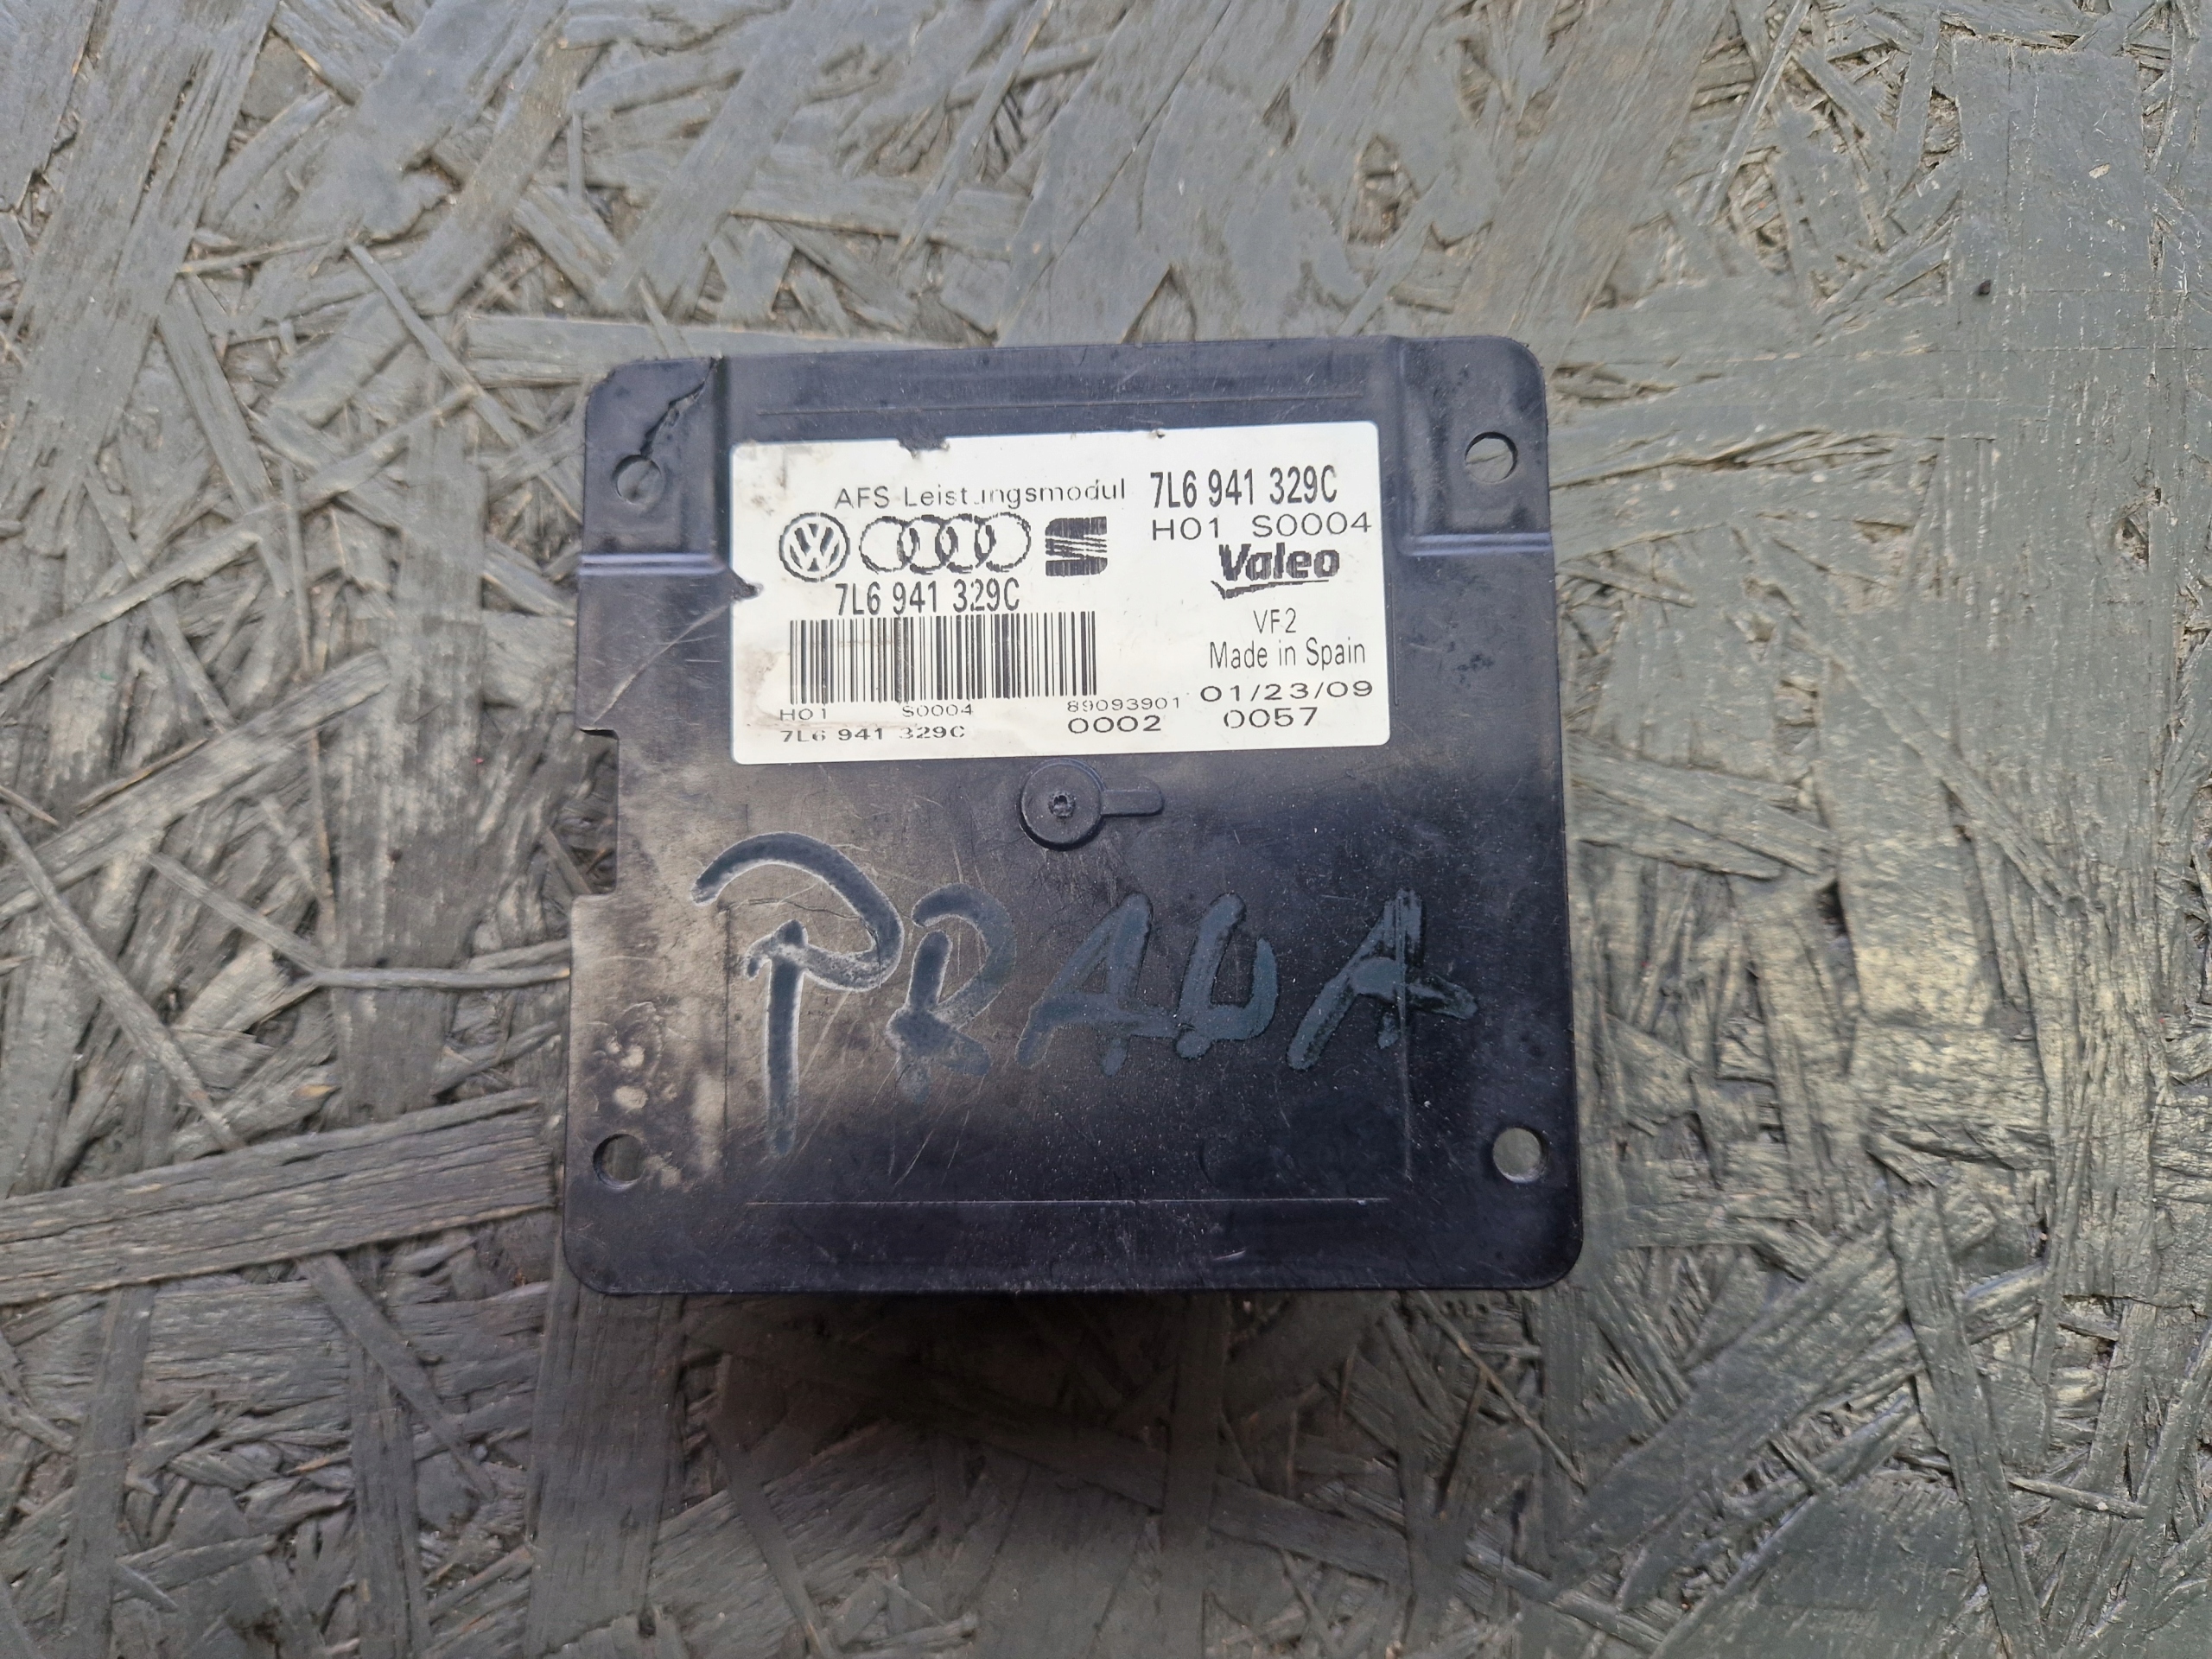 AFS Leistungsmodul 7L6 941 329C
H01 S0004
Valeo
7L6 941 329C
VF2
Made in Spain
H01 S0004 89093901 01/23/09
7L6 941 329C 0002 0057
PRAUA